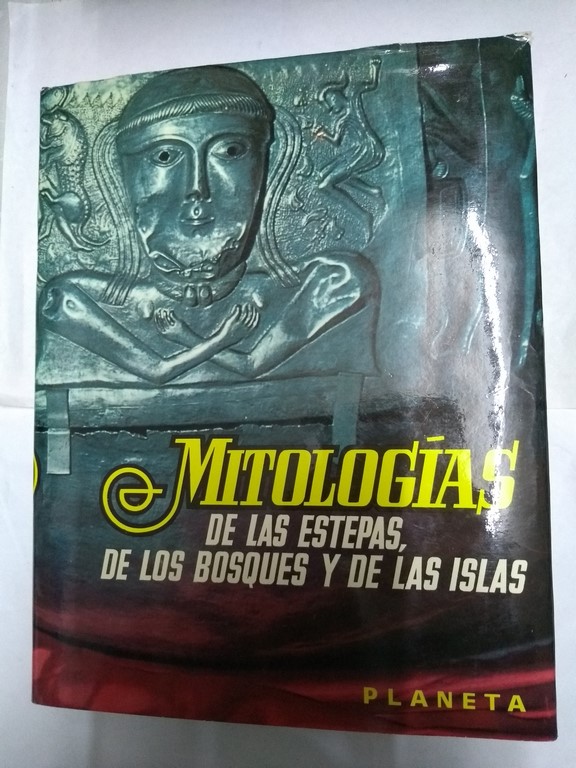 MITOLOGÍAS
DE LAS ESTEPAS,
DE LOS BOSQUES Y DE LAS ISLAS
PLANETA